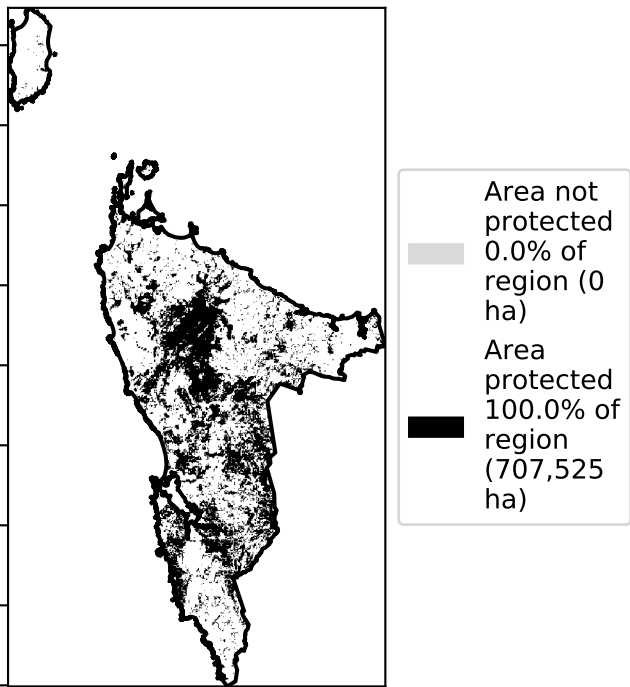 Area not
protected
0.0% of
region (0
ha)
Area
protected
100.0% of
region
(707,525
ha)